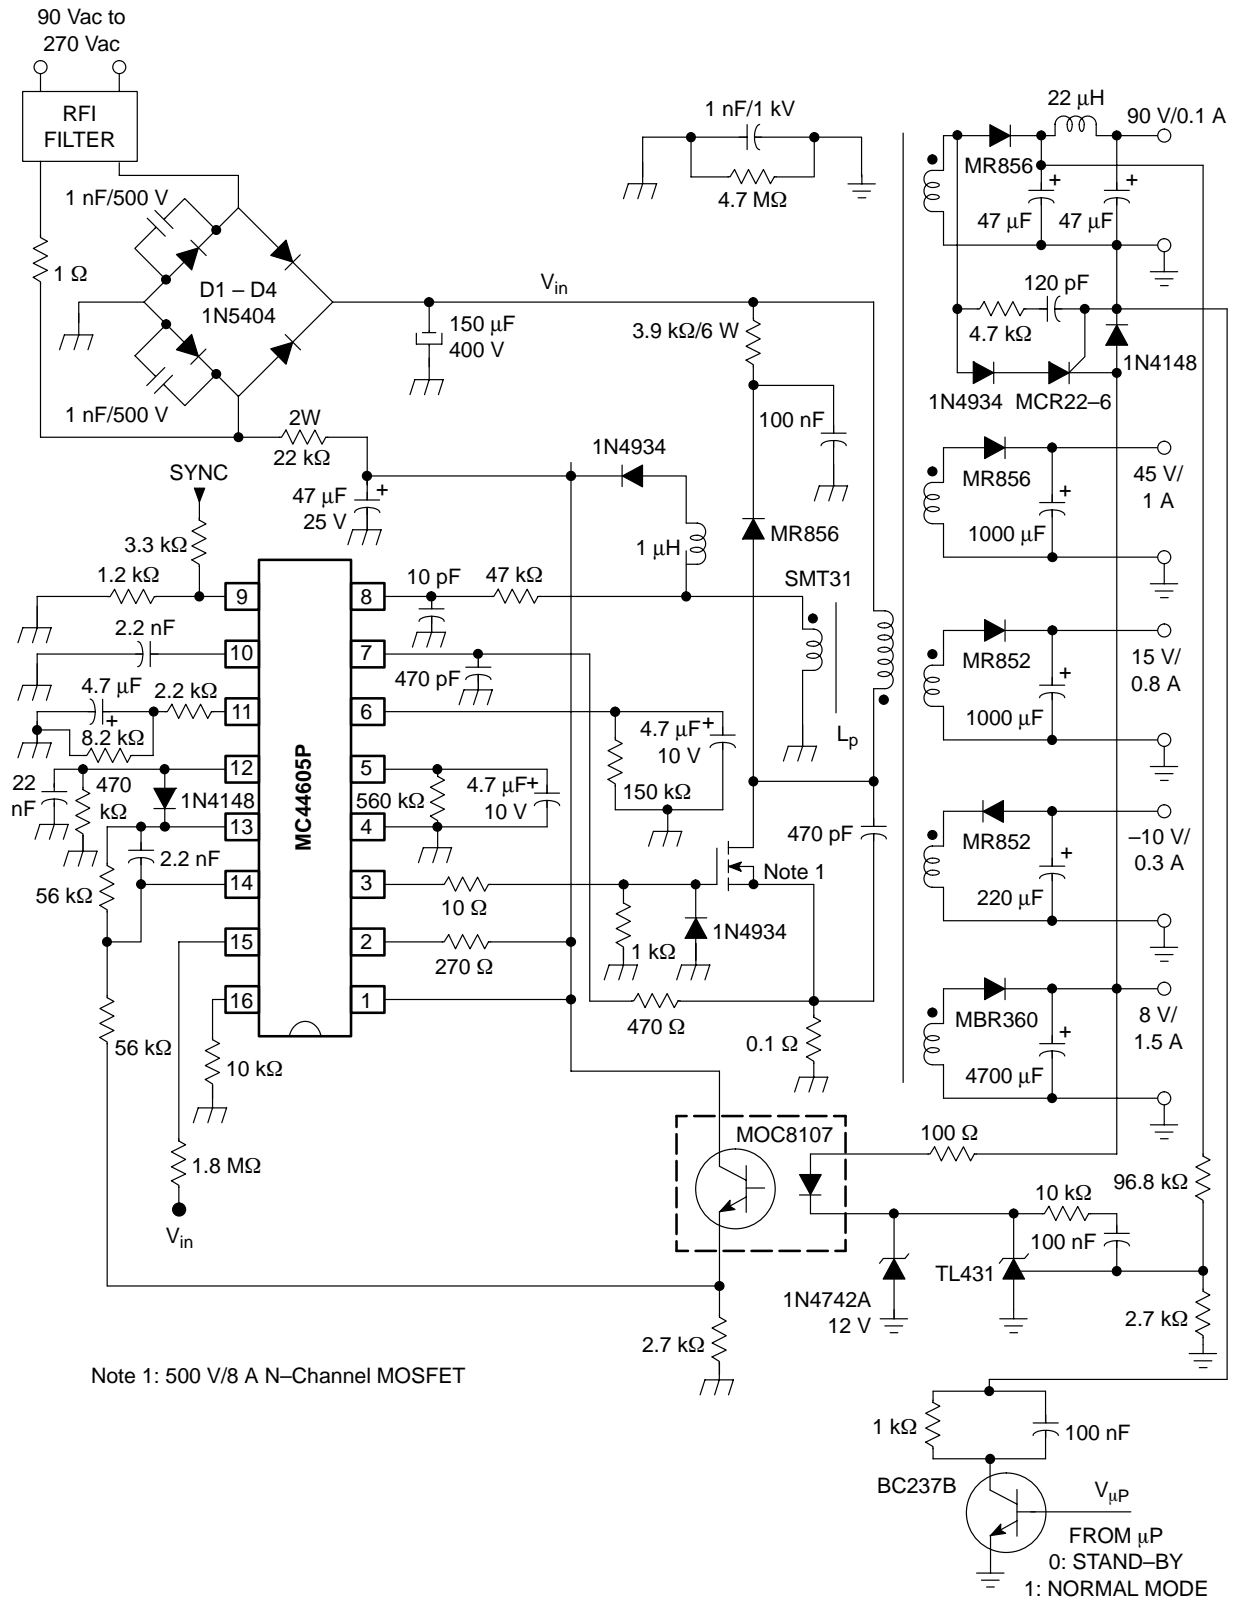 90 Vac to
270 Vac
RFI
FILTER
1 nF/500 V
1 Ω
D1 – D4
1N5404
1 nF/500 V
1 nF/1 kV
4.7 MΩ
22 μH
90 V/0.1 A
MR856
+
+
47 μF
47 μF
V_in
150 μF
400 V
3.9 kΩ/6 W
100 nF
120 pF
4.7 kΩ
1N4148
1N4934
MCR22–6
2W
22 kΩ
SYNC
47 μF
+
25 V
1N4934
1 μH
MR856
SMT31
MR856
+
1000 μF
45 V/
1 A
3.3 kΩ
1.2 kΩ
2.2 nF
4.7 μF
+
2.2 kΩ
8.2 kΩ
22
nF
470
kΩ
1N4148
2.2 nF
56 kΩ
56 kΩ
9
10
11
12
13
14
15
16
MC44605P
8
7
6
5
4
3
2
1
10 pF
47 kΩ
470 pF
4.7 μF
+
10 V
150 kΩ
560 kΩ
4.7 μF
+
10 V
L_p
470 pF
Note 1
10 Ω
1 kΩ
1N4934
270 Ω
470 Ω
0.1 Ω
10 kΩ
1.8 MΩ
V_in
MR852
+
1000 μF
15 V/
0.8 A
MR852
+
220 μF
–10 V/
0.3 A
MBR360
+
4700 μF
8 V/
1.5 A
MOC8107
100 Ω
96.8 kΩ
10 kΩ
100 nF
TL431
1N4742A
12 V
2.7 kΩ
2.7 kΩ
Note 1: 500 V/8 A N–Channel MOSFET
1 kΩ
100 nF
BC237B
V_μP
FROM μP
0: STAND–BY
1: NORMAL MODE